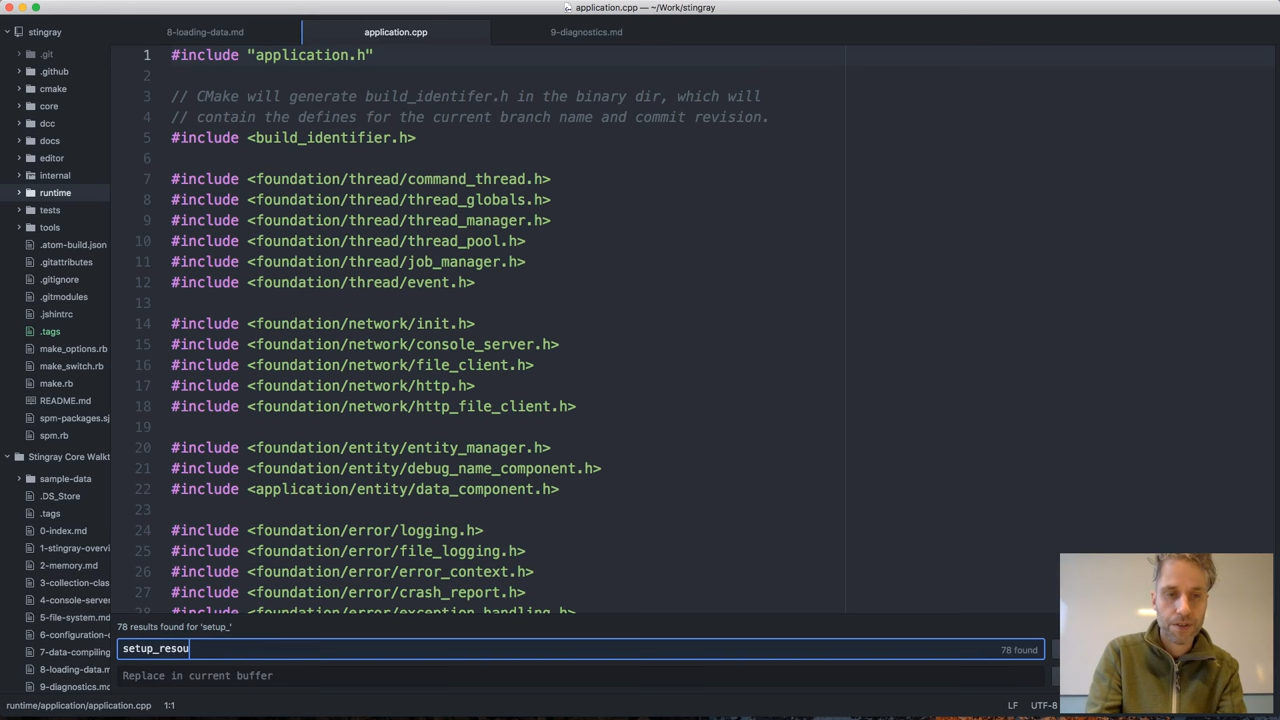 application.cpp — ~/Work/stingray
stingray
8-loading-data.md
application.cpp
9-diagnostics.md
.git
.github
cmake
core
dcc
docs
editor
internal
runtime
tests
tools
.atom-build.json
.gitattributes
.gitignore
.gitmodules
.jshintrc
.tags
make_options.rb
make_switch.rb
make.rb
README.md
spm-packages.sj
spm.rb
Stingray Core Walkt
sample-data
.DS_Store
.tags
0-index.md
1-stingray-overvi
2-memory.md
3-collection-clas
4-console-server
5-file-system.md
6-configuration-
7-data-compiling
8-loading-data.m
9-diagnostics.md
1 #include "application.h"
2
3 // CMake will generate build_identifer.h in the binary dir, which will
4 // contain the defines for the current branch name and commit revision.
5 #include <build_identifier.h>
6
7 #include <foundation/thread/command_thread.h>
8 #include <foundation/thread/thread_globals.h>
9 #include <foundation/thread/thread_manager.h>
10 #include <foundation/thread/thread_pool.h>
11 #include <foundation/thread/job_manager.h>
12 #include <foundation/thread/event.h>
13
14 #include <foundation/network/init.h>
15 #include <foundation/network/console_server.h>
16 #include <foundation/network/file_client.h>
17 #include <foundation/network/http.h>
18 #include <foundation/network/http_file_client.h>
19
20 #include <foundation/entity/entity_manager.h>
21 #include <foundation/entity/debug_name_component.h>
22 #include <application/entity/data_component.h>
23
24 #include <foundation/error/logging.h>
25 #include <foundation/error/file_logging.h>
26 #include <foundation/error/error_context.h>
27 #include <foundation/error/crash_report.h>
28 #include <foundation/error/exception_handling.h>
78 results found for 'setup_'
setup_resou
78 found
Replace in current buffer
runtime/application/application.cpp 1:1
LF UTF-8